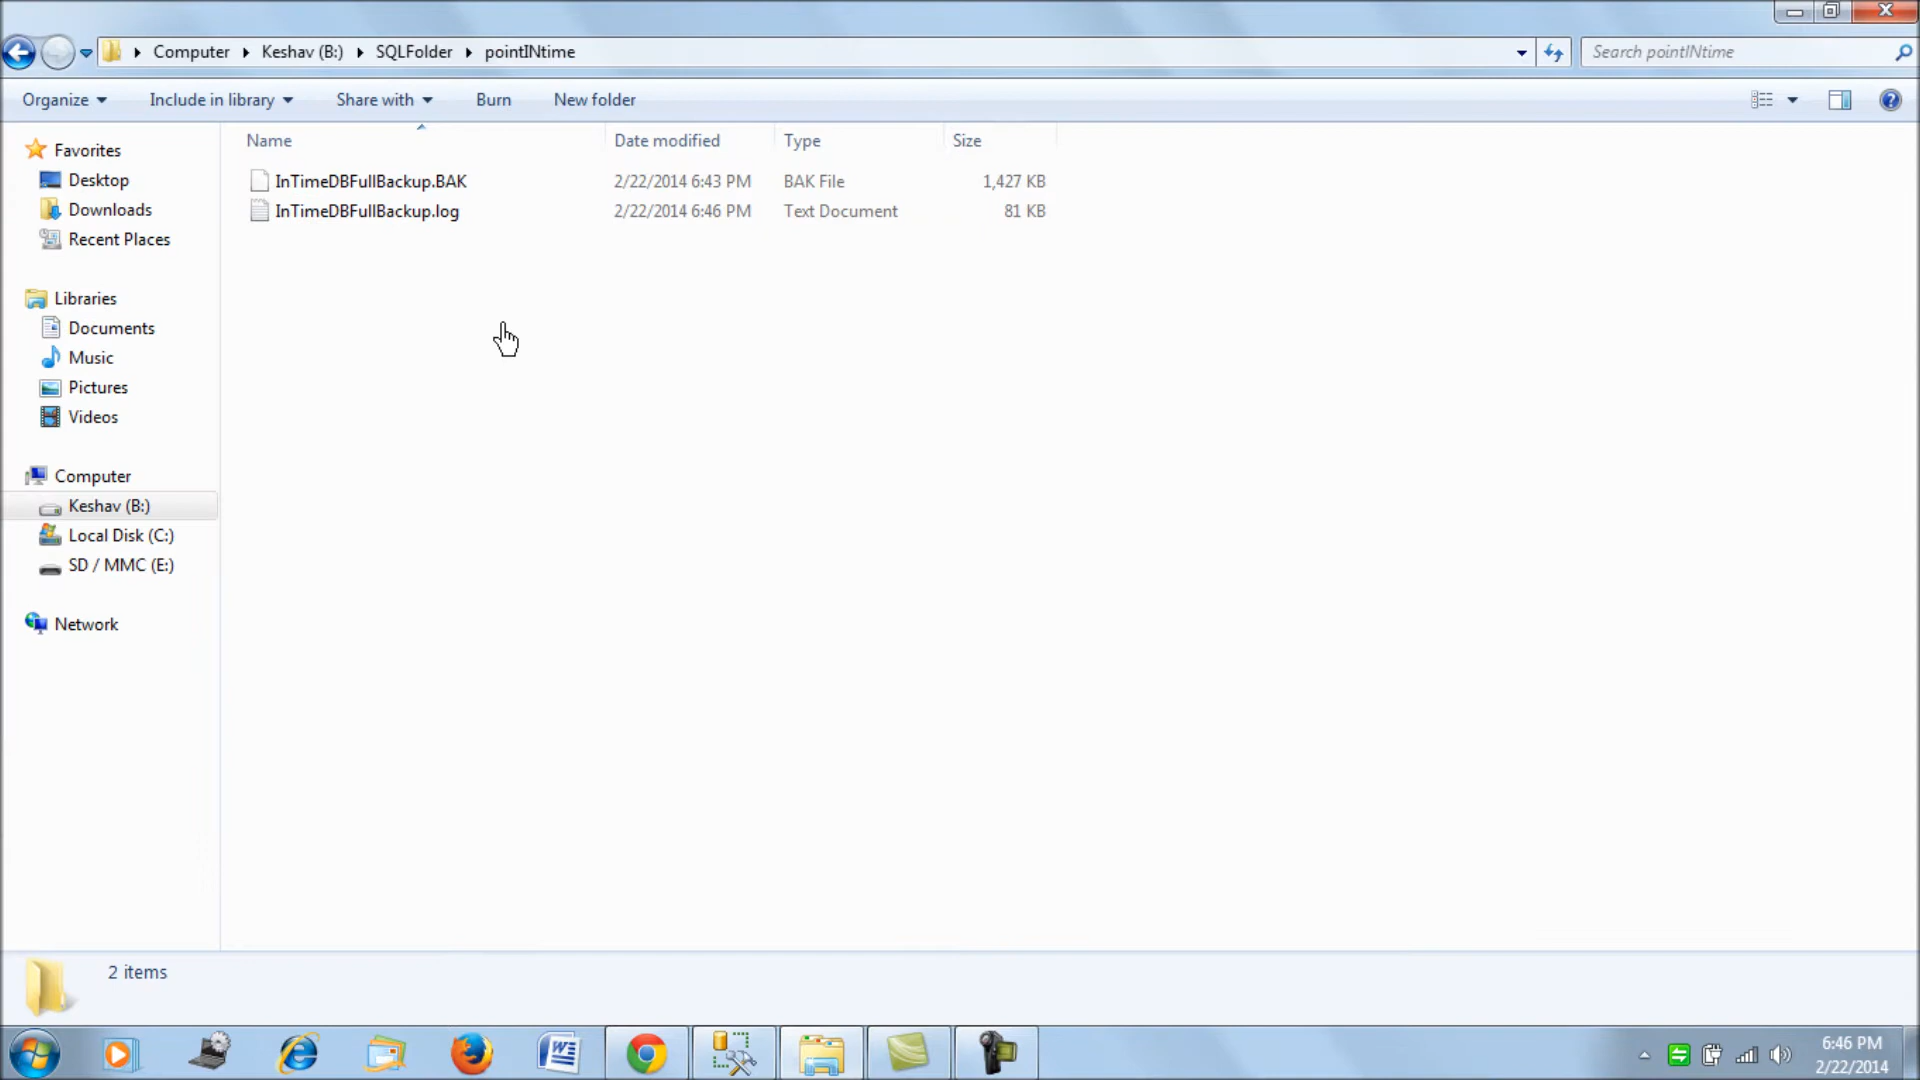 Computer Keshav (B:) SQLFolder pointINtime Search pointINtime
Organize Include in library Share with Burn New folder
Name Date modified Type Size
InTimeDBFullBackup.BAK 2/22/2014 6:43 PM BAK File 1,427 KB
InTimeDBFullBackup.log 2/22/2014 6:46 PM Text Document 81 KB
Favorites
Desktop
Downloads
Recent Places
Libraries
Documents
Music
Pictures
Videos
Computer
Keshav (B:)
Local Disk (C:)
SD / MMC (E:)
Network
2 items
6:46 PM
2/22/2014